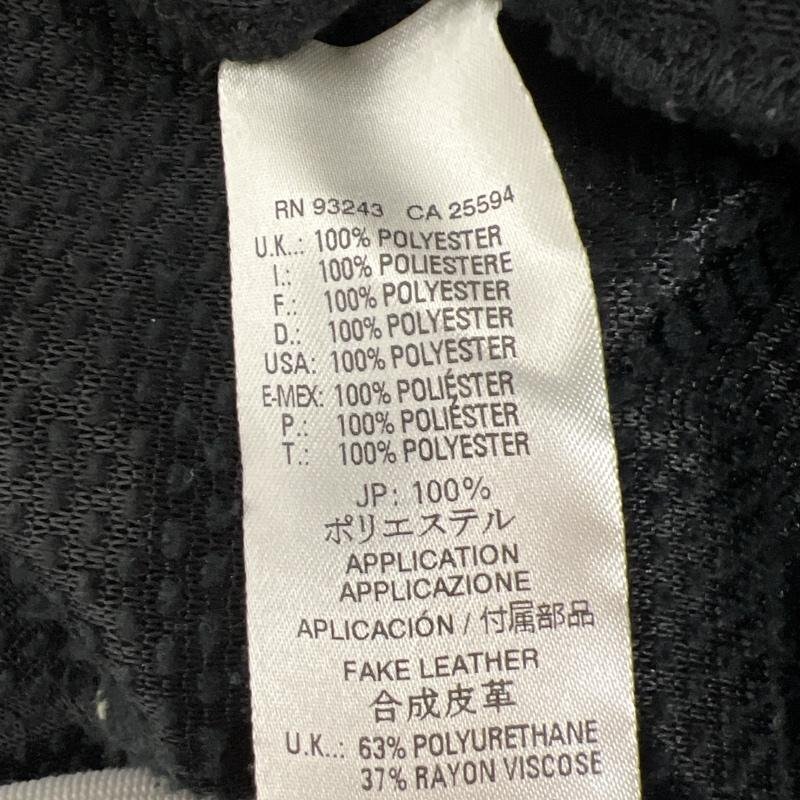 RN 93243 CA 25594
U.K..: 100% POLYESTER
I.: 100% POLIESTERE
F.: 100% POLYESTER
D.: 100% POLYESTER
USA: 100% POLYESTER
E-MEX: 100% POLIÉSTER
P.: 100% POLIÉSTER
T.: 100% POLYESTER
JP: 100%
ポリエステル
APPLICATION
APPLICAZIONE
APLICACIÓN / 付属部品
FAKE LEATHER
合成皮革
U.K..: 63% POLYURETHANE
37% RAYON VISCOSE